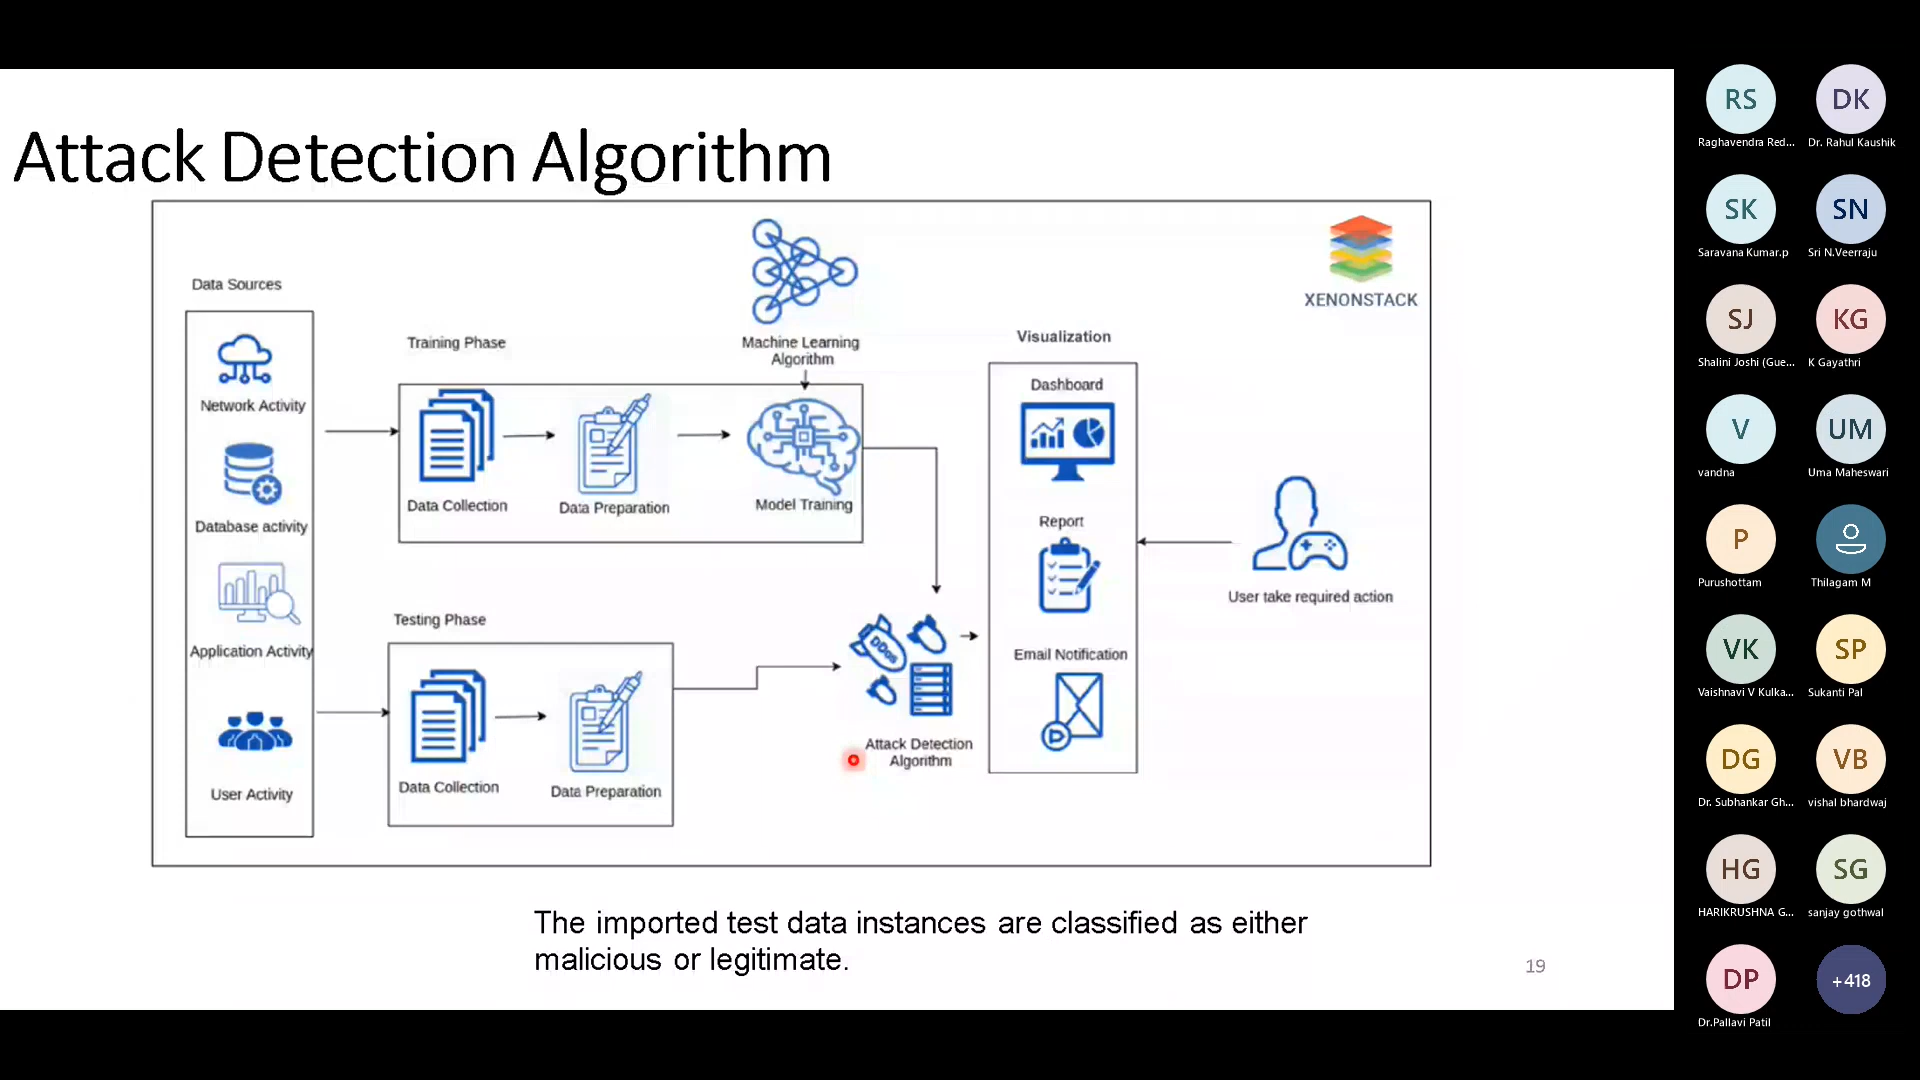 Attack Detection Algorithm
XENONSTACK
Data Sources
Network Activity
Database activity
Application Activity
User Activity
Training Phase
Machine Learning
Algorithm
Data Collection
Data Preparation
Model Training
Testing Phase
Data Collection
Data Preparation
DDos
Attack Detection
Algorithm
Visualization
Dashboard
Report
Email Notification
User take required action
The imported test data instances are classified as either
malicious or legitimate.
19
RS
Raghavendra Red...
DK
Dr. Rahul Kaushik
SK
Saravana Kumar.p
SN
Sri N.Veerraju
SJ
Shalini Joshi (Gue...
KG
K Gayathri
V
vandna
UM
Uma Maheswari
P
Purushottam
Thilagam M
VK
Vaishnavi V Kulka...
SP
Sukanti Pal
DG
Dr. Subhankar Gh...
VB
vishal bhardwaj
HG
HARIKRUSHNA G...
SG
sanjay gothwal
DP
Dr.Pallavi Patil
+418